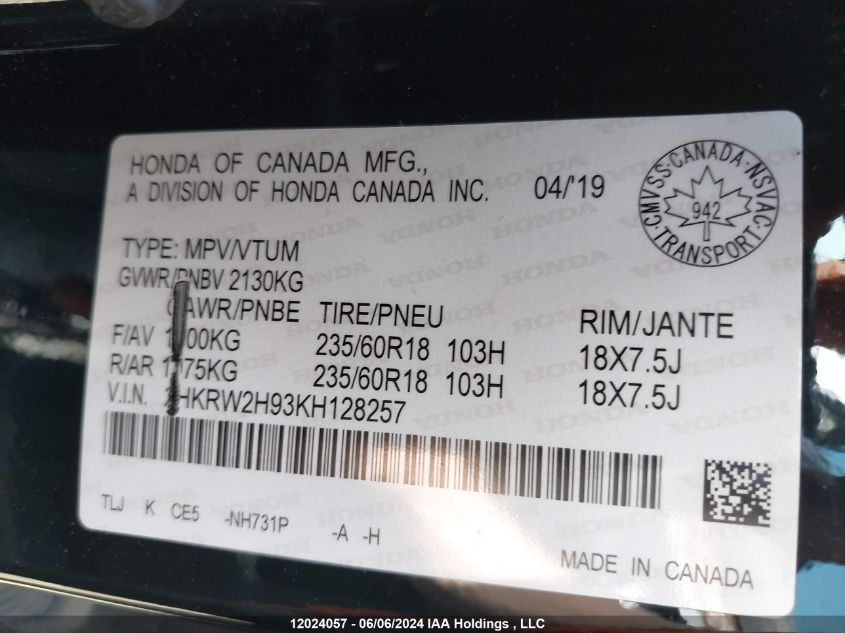 HONDA OF CANADA MFG.,
A DIVISION OF HONDA CANADA INC. 04/'19
CMVSS·CANADA·NSVAC·TRANSPORT
942
TYPE: MPV/VTUM
GVWR/PNBV 2130KG
GAWR/PNBE TIRE/PNEU RIM/JANTE
F/AV 235/60R18 103H 18X7.5J
R/AR 235/60R18 103H 18X7.5J
V.I.N. 2HKRW2H93KH128257
TLJ K CE5 -NH731P -A -H
MADE IN CANADA
12024057 - 06/06/2024 IAA Holdings , LLC